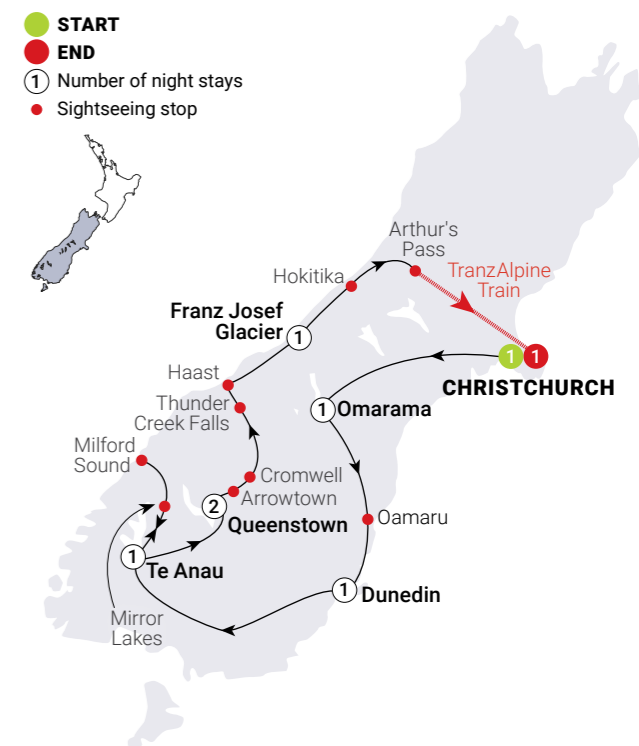 START
END
1 Number of night stays
Sightseeing stop
Arthur's
Pass
TranzAlpine
Train
Hokitika
Franz Josef
Glacier
1
1 1
CHRISTCHURCH
Haast
Thunder
Creek Falls
1 Omarama
Milford
Sound
Cromwell
Arrowtown
2
Queenstown
Oamaru
1
Te Anau
1 Dunedin
Mirror
Lakes